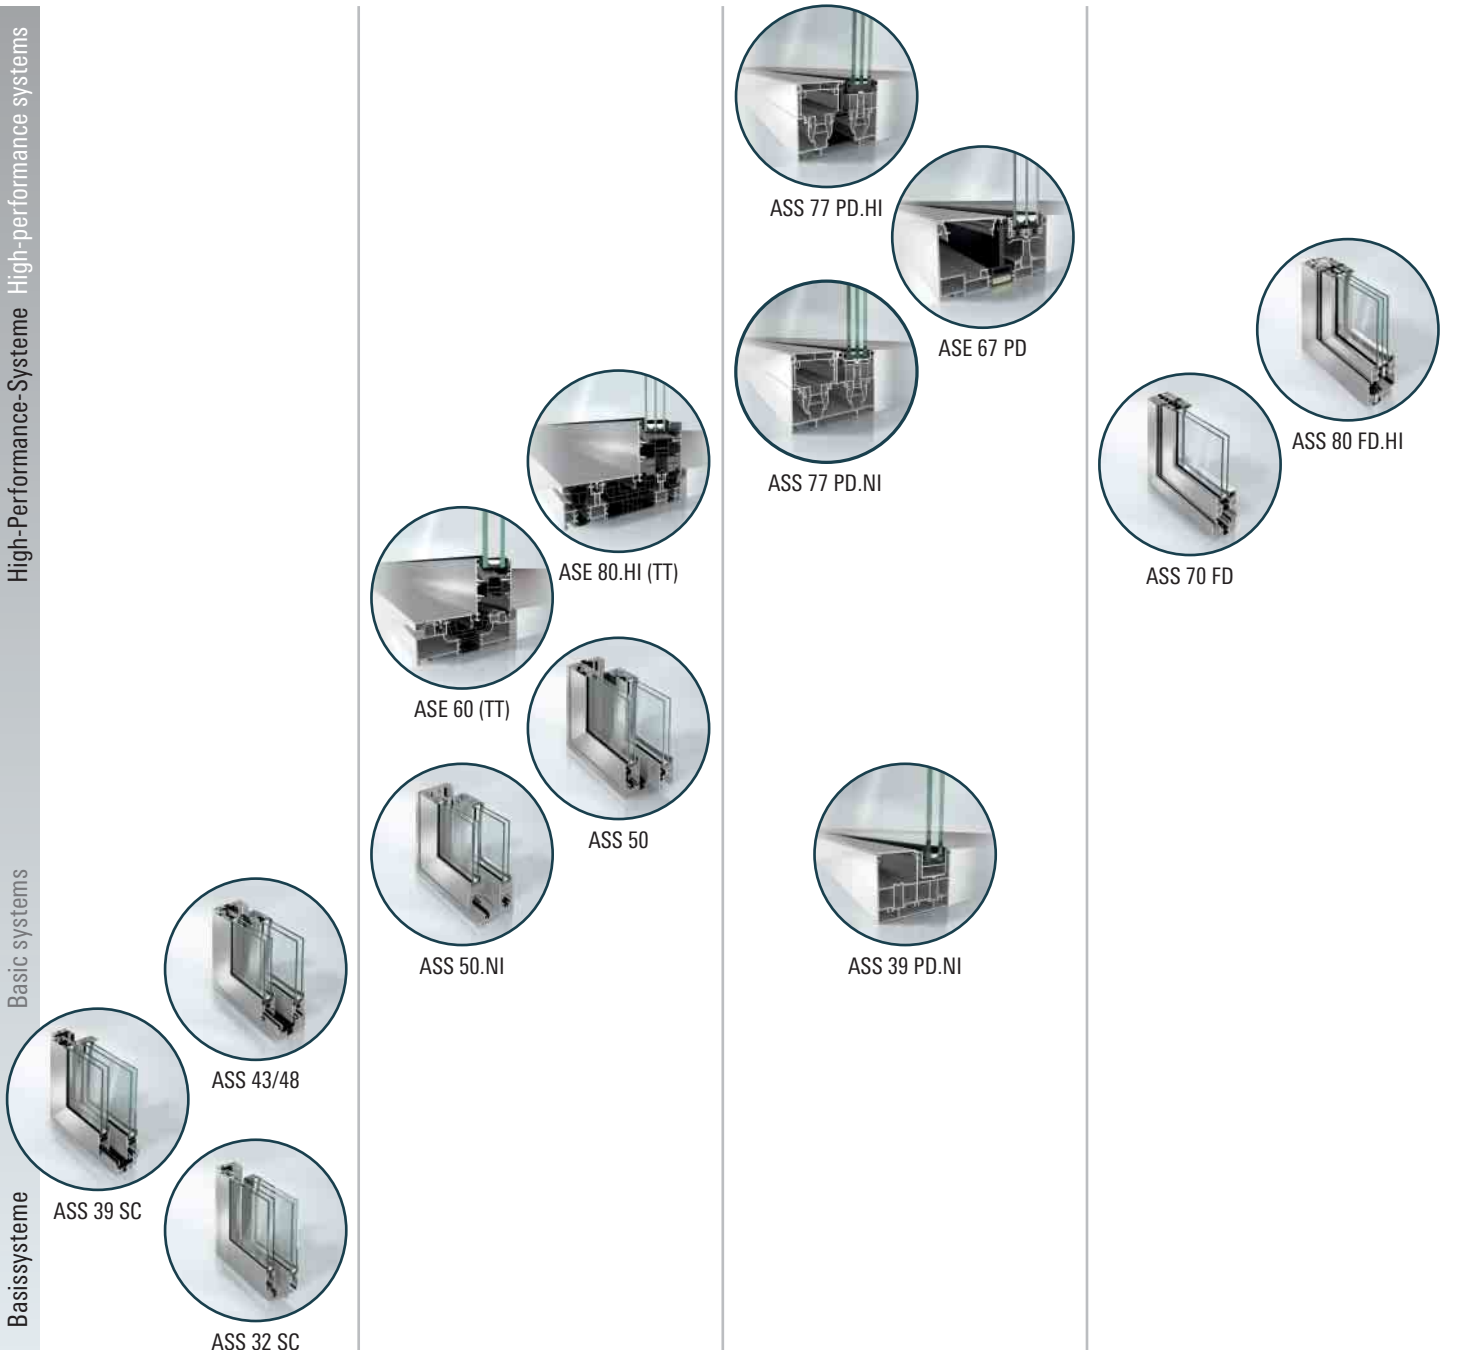 High-Performance-Systeme High-performance systems
Basissysteme Basic systems
ASS 39 SC
ASS 43/48
ASS 32 SC
ASE 60 (TT)
ASE 80.HI (TT)
ASS 50
ASS 50.NI
ASS 77 PD.HI
ASE 67 PD
ASS 77 PD.NI
ASS 39 PD.NI
ASS 80 FD.HI
ASS 70 FD